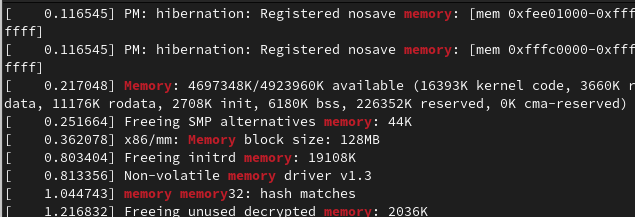 [    0.116545] PM: hibernation: Registered nosave memory: [mem 0xfee01000-0xfff
fffff]
[    0.116545] PM: hibernation: Registered nosave memory: [mem 0xfffc0000-0xfff
fffff]
[    0.217048] Memory: 4697348K/4923960K available (16393K kernel code, 3660K r
data, 11176K rodata, 2708K init, 6180K bss, 226352K reserved, 0K cma-reserved)
[    0.251664] Freeing SMP alternatives memory: 44K
[    0.362078] x86/mm: Memory block size: 128MB
[    0.803404] Freeing initrd memory: 19108K
[    0.813356] Non-volatile memory driver v1.3
[    1.044743] memory memory32: hash matches
[    1.216832] Freeing unused decrypted memory: 2036K